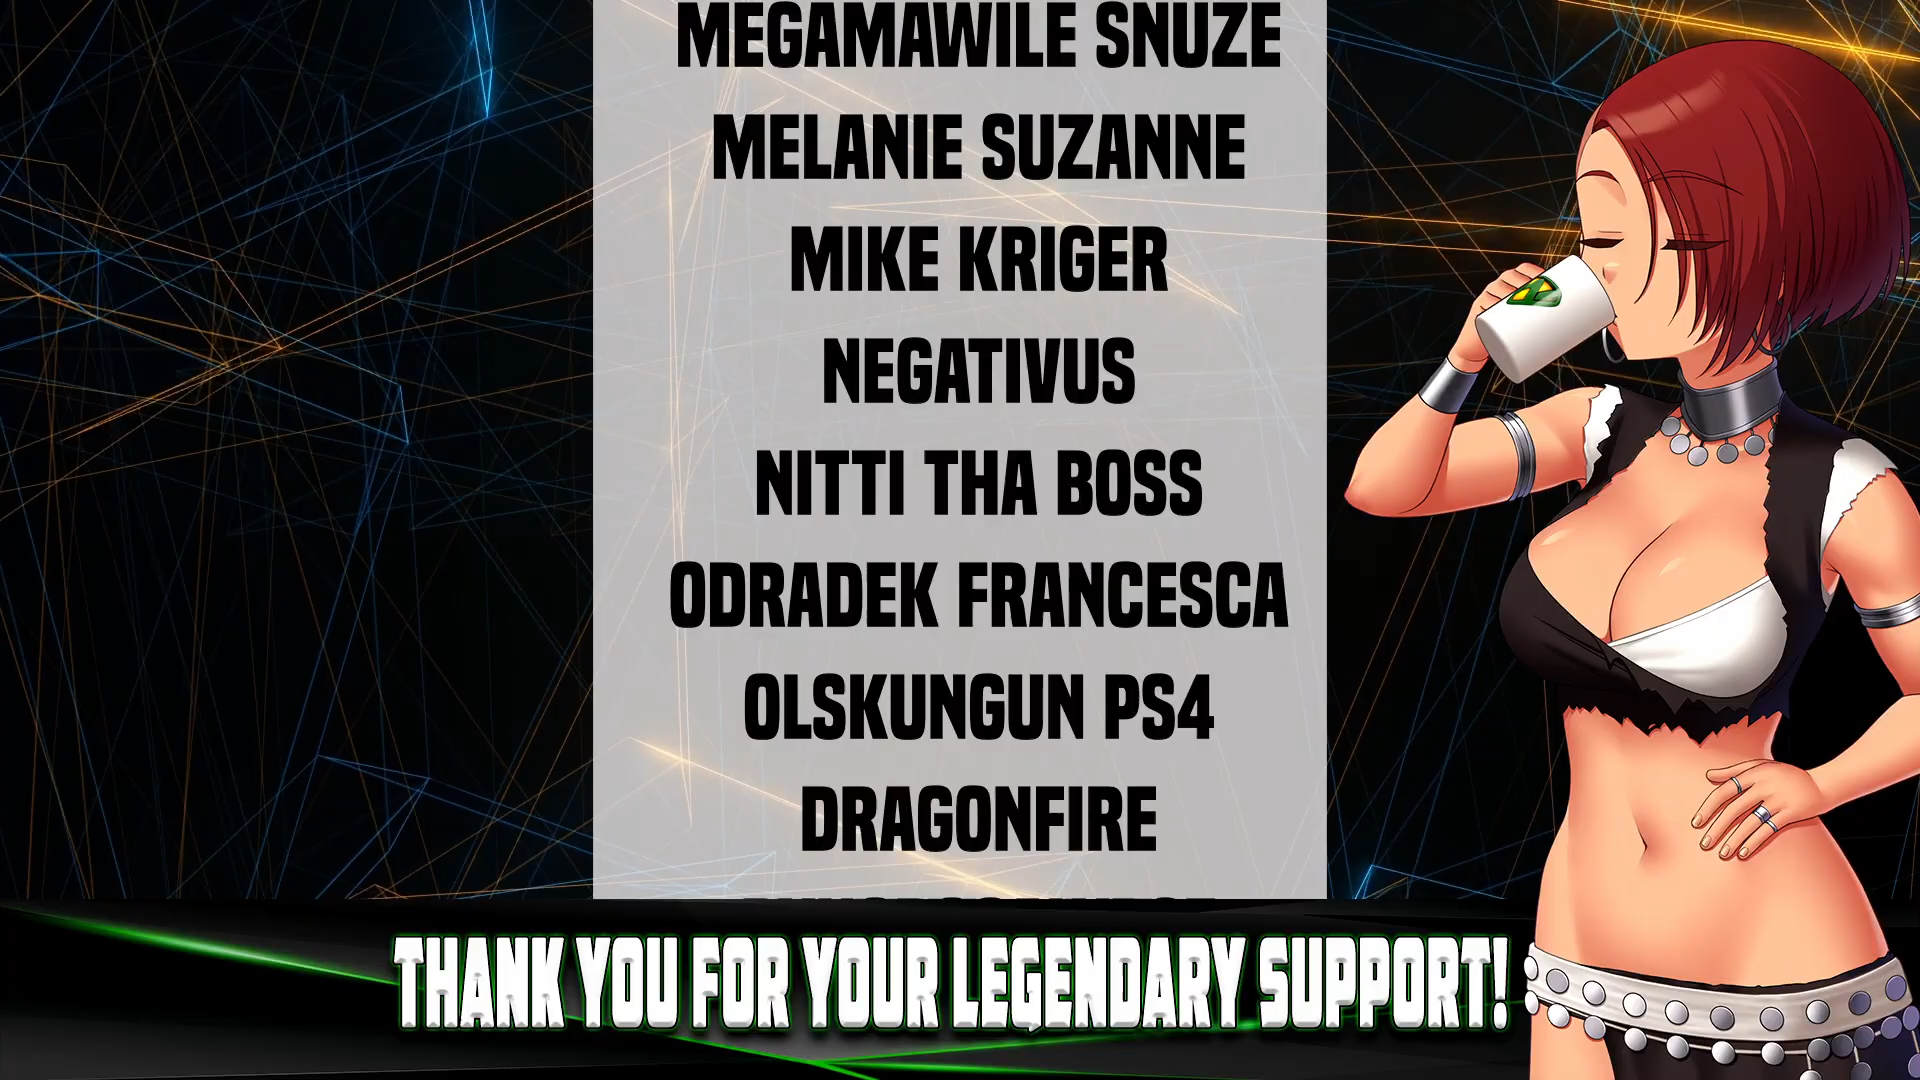 MEGAMAWILE SNUZE
MELANIE SUZANNE
MIKE KRIGER
NEGATIVUS
NITTI THA BOSS
ODRADEK FRANCESCA
OLSKUNGUN PS4
DRAGONFIRE
THANK YOU FOR YOUR LEGENDARY SUPPORT!